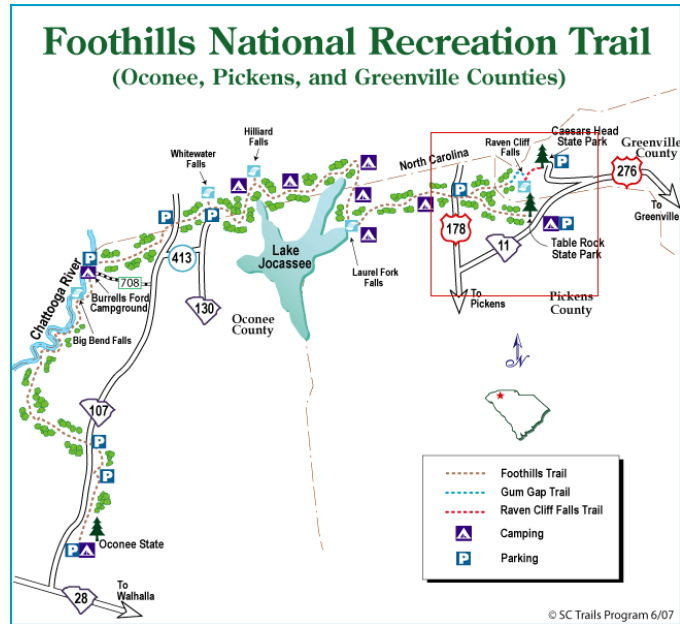 Foothills National Recreation Trail
(Oconee, Pickens, and Greenville Counties)
Hilliard
Falls
Whitewater
Falls
North Carolina
Raven Cliff
Falls
Caesars Head
State Park
Greenville
County
276
To
Greenville
P
P
P
P
178
11
P
Table Rock
State Park
Lake
Jocassee
Laurel Fork
Falls
413
130
Oconee
County
To
Pickens
Pickens
County
Chattooga River
P
708
Burrells Ford
Campground
Big Bend Falls
N
107
P
P
Oconee State
P
To
Walhalla
28
Foothills Trail
Gum Gap Trail
Raven Cliff Falls Trail
Camping
P
Parking
© SC Trails Program 6/07